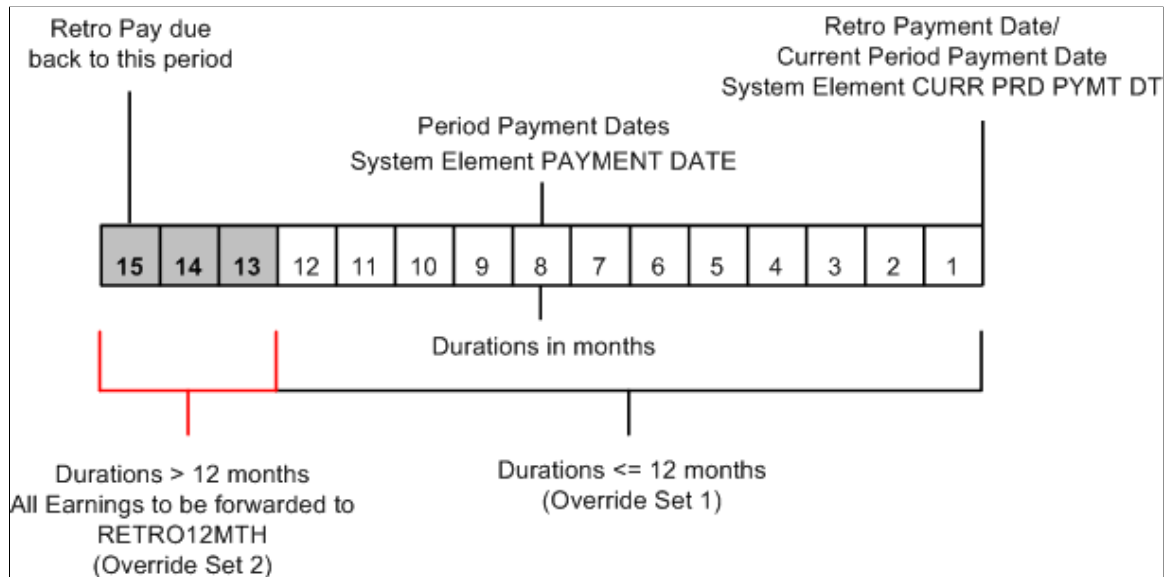 Retro Pay due
back to this period
Retro Payment Date/
Current Period Payment Date
System Element CURR PRD PYMT DT
Period Payment Dates
System Element PAYMENT DATE
15 14 13 12 11 10 9 8 7 6 5 4 3 2 1
Durations in months
Durations > 12 months
All Earnings to be forwarded to
RETRO12MTH
(Override Set 2)
Durations <= 12 months
(Override Set 1)